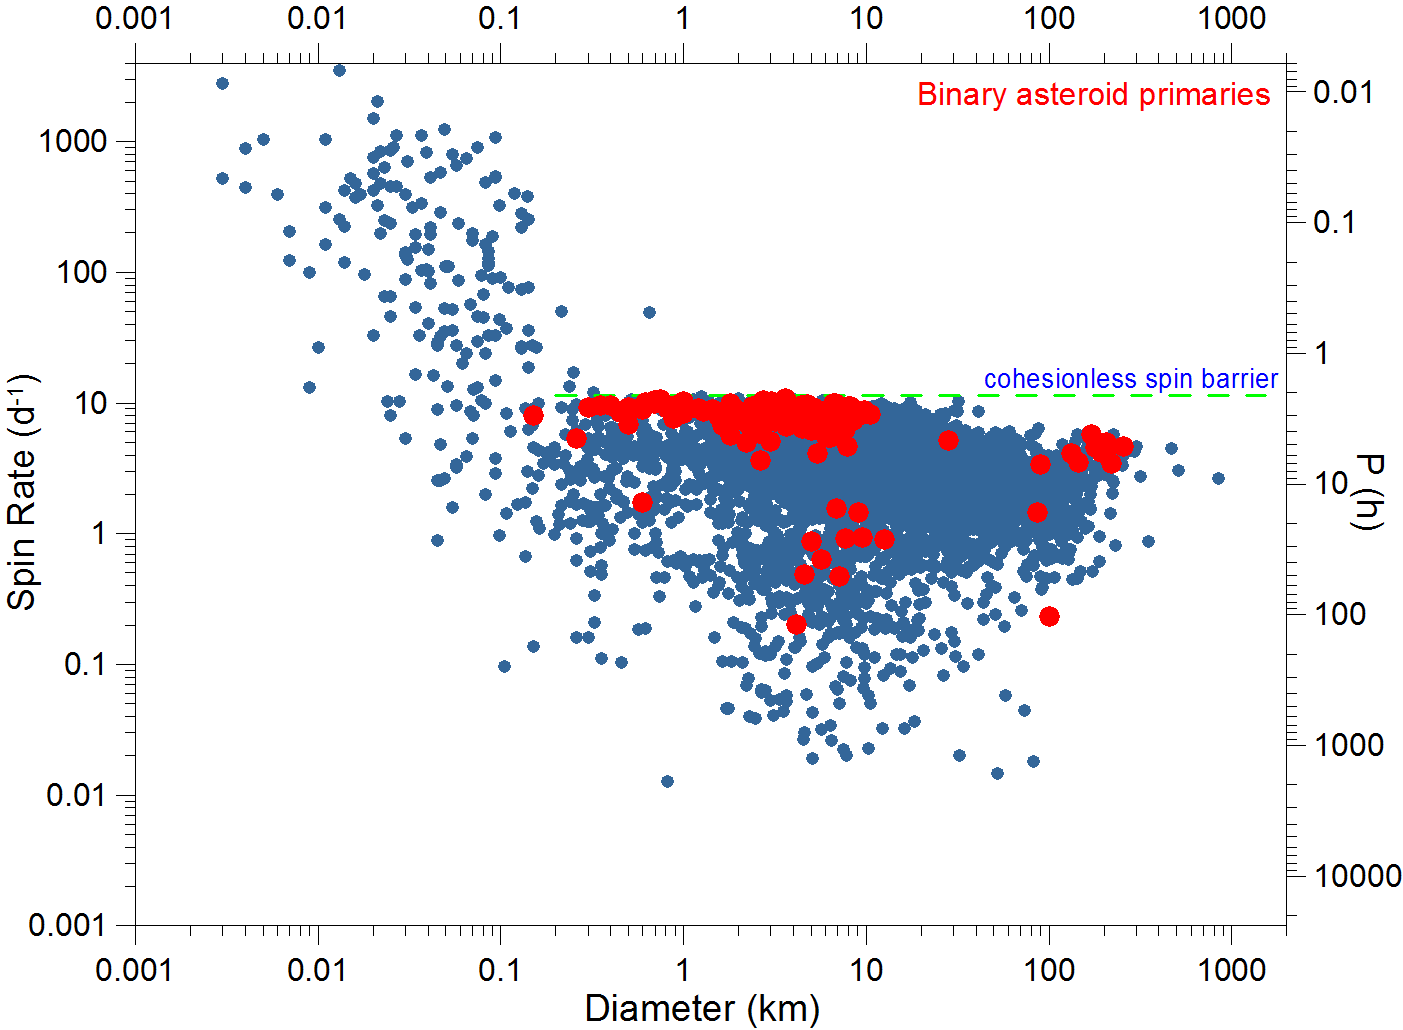 0.001 0.01 0.1 1 10 100 1000
Binary asteroid primaries
0.01
1000
0.1
100
1
cohesionless spin barrier
10
10
1
100
0.1
1000
0.01
10000
0.001
Spin Rate (d⁻¹)
P (h)
0.001 0.01 0.1 1 10 100 1000
Diameter (km)